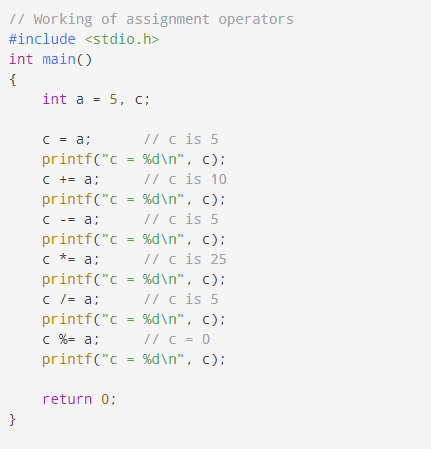 // Working of assignment operators
#include <stdio.h>
int main()
{
    int a = 5, c;

    c = a;      // c is 5
    printf("c = %d\n", c);
    c += a;     // c is 10
    printf("c = %d\n", c);
    c -= a;     // c is 5
    printf("c = %d\n", c);
    c *= a;     // c is 25
    printf("c = %d\n", c);
    c /= a;     // c is 5
    printf("c = %d\n", c);
    c %= a;     // c = 0
    printf("c = %d\n", c);

    return 0;
}